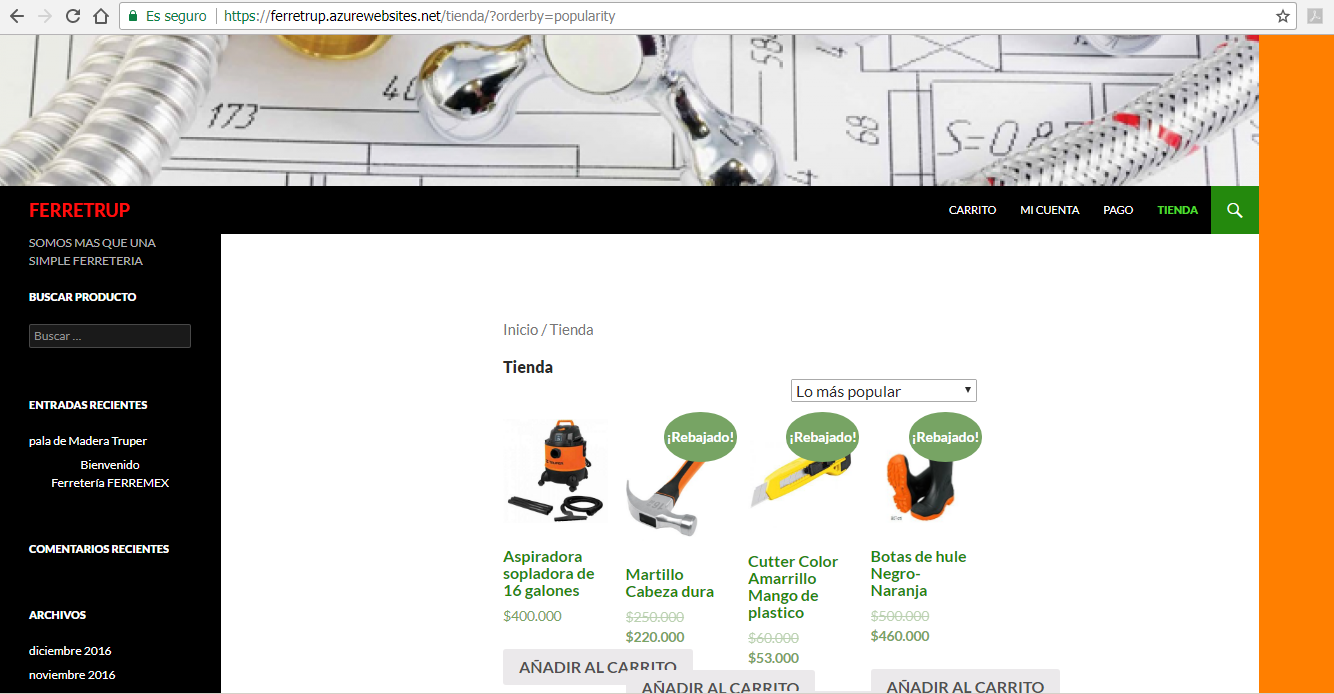 Es seguro
https://ferretrup.azurewebsites.net/tienda/?orderby=popularity
173
40
58
4
68
S=0,8
FERRETRUP
CARRITO MI CUENTA PAGO TIENDA
SOMOS MAS QUE UNA
SIMPLE FERRETERIA
BUSCAR PRODUCTO
Buscar ...
ENTRADAS RECIENTES
pala de Madera Truper
Bienvenido
Ferretería FERREMEX
COMENTARIOS RECIENTES
ARCHIVOS
diciembre 2016
noviembre 2016
Inicio / Tienda
Tienda
Lo más popular
Aspiradora
sopladora de
16 galones
$400.000
AÑADIR AL CARRITO
¡Rebajado!
Martillo
Cabeza dura
$250.000
$220.000
AÑADIR AL CARRITO
¡Rebajado!
Cutter Color
Amarrillo
Mango de
plastico
$60.000
$53.000
¡Rebajado!
Botas de hule
Negro-
Naranja
$500.000
$460.000
AÑADIR AL CARRITO